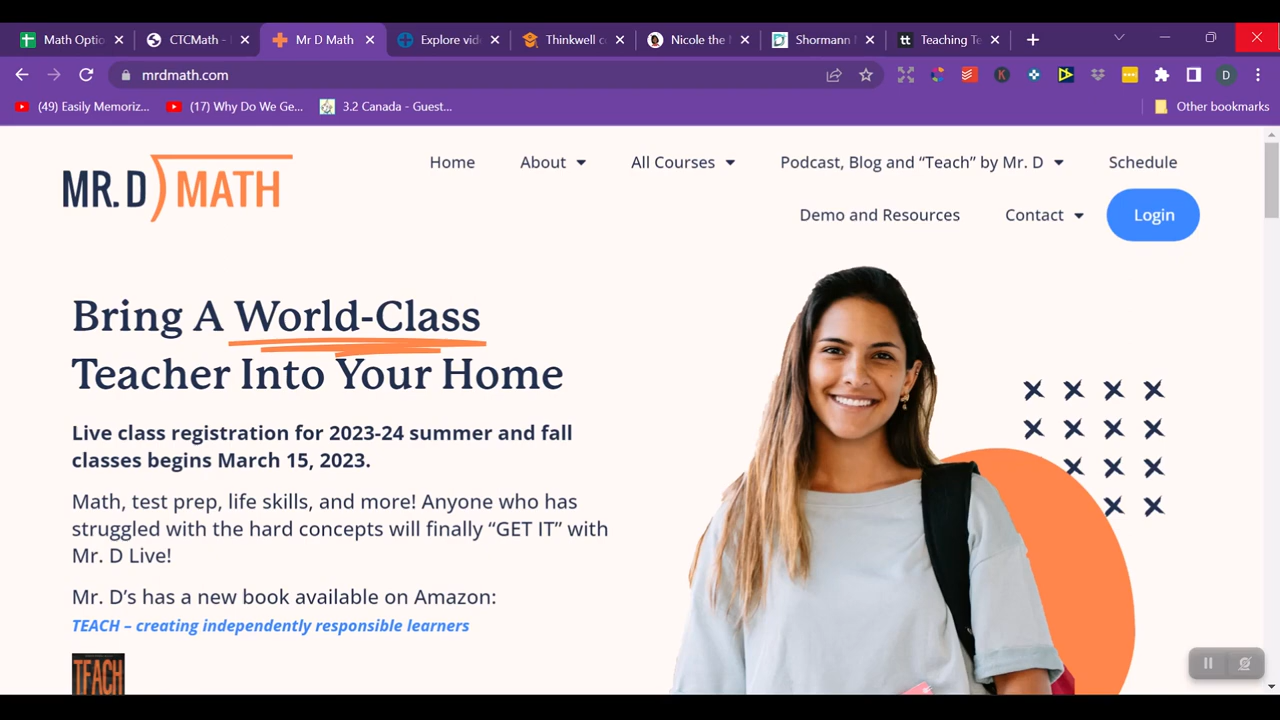 Math Optio
CTCMath -
Mr D Math
Explore vid
Thinkwell c
Nicole the
Shormann
Teaching Te
mrdmath.com
D
(49) Easily Memoriz...
(17) Why Do We Ge...
3.2 Canada - Guest...
Other bookmarks
MR. D MATH
Home
About
All Courses
Podcast, Blog and “Teach” by Mr. D
Schedule
Demo and Resources
Contact
Login
Bring A World-Class
Teacher Into Your Home
Live class registration for 2023-24 summer and fall
classes begins March 15, 2023.
Math, test prep, life skills, and more! Anyone who has
struggled with the hard concepts will finally “GET IT” with
Mr. D Live!
Mr. D’s has a new book available on Amazon:
TEACH – creating independently responsible learners
TEACH